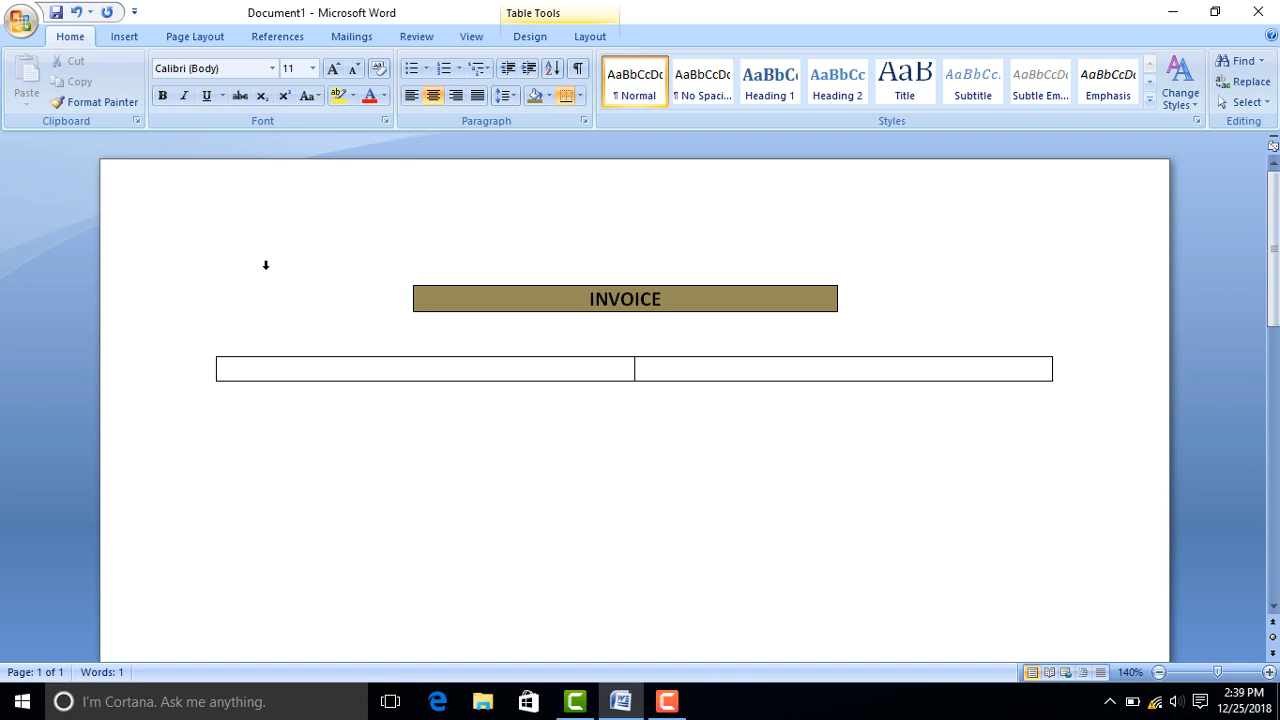 Document1 - Microsoft Word
Table Tools
Home Insert Page Layout References Mailings Review View Design Layout
Paste
Cut
Copy
Format Painter
Clipboard
Calibri (Body) 11
Font
Paragraph
AaBbCcDc AaBbCcDc AaBbCc AaBbCc AaB AaBbCc. AaBbCcDc AaBbCcDc
¶ Normal ¶ No Spaci... Heading 1 Heading 2 Title Subtitle Subtle Em... Emphasis
Change Styles
Styles
Find
Replace
Select
Editing
INVOICE
Page: 1 of 1 Words: 1 140%
I'm Cortana. Ask me anything.
2:39 PM
12/25/2018